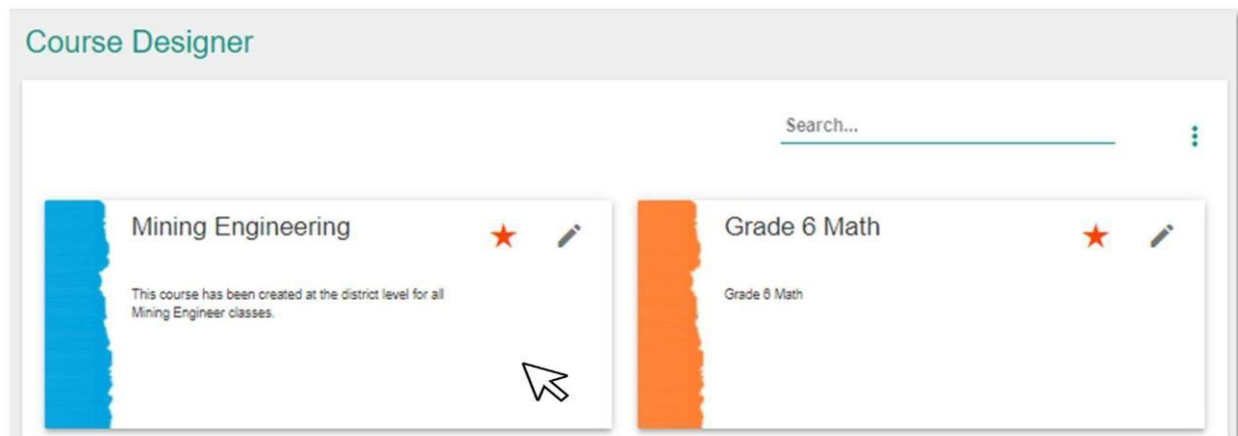 Course Designer
Search...
Mining Engineering
This course has been created at the district level for all
Mining Engineer classes.
Grade 6 Math
Grade 6 Math